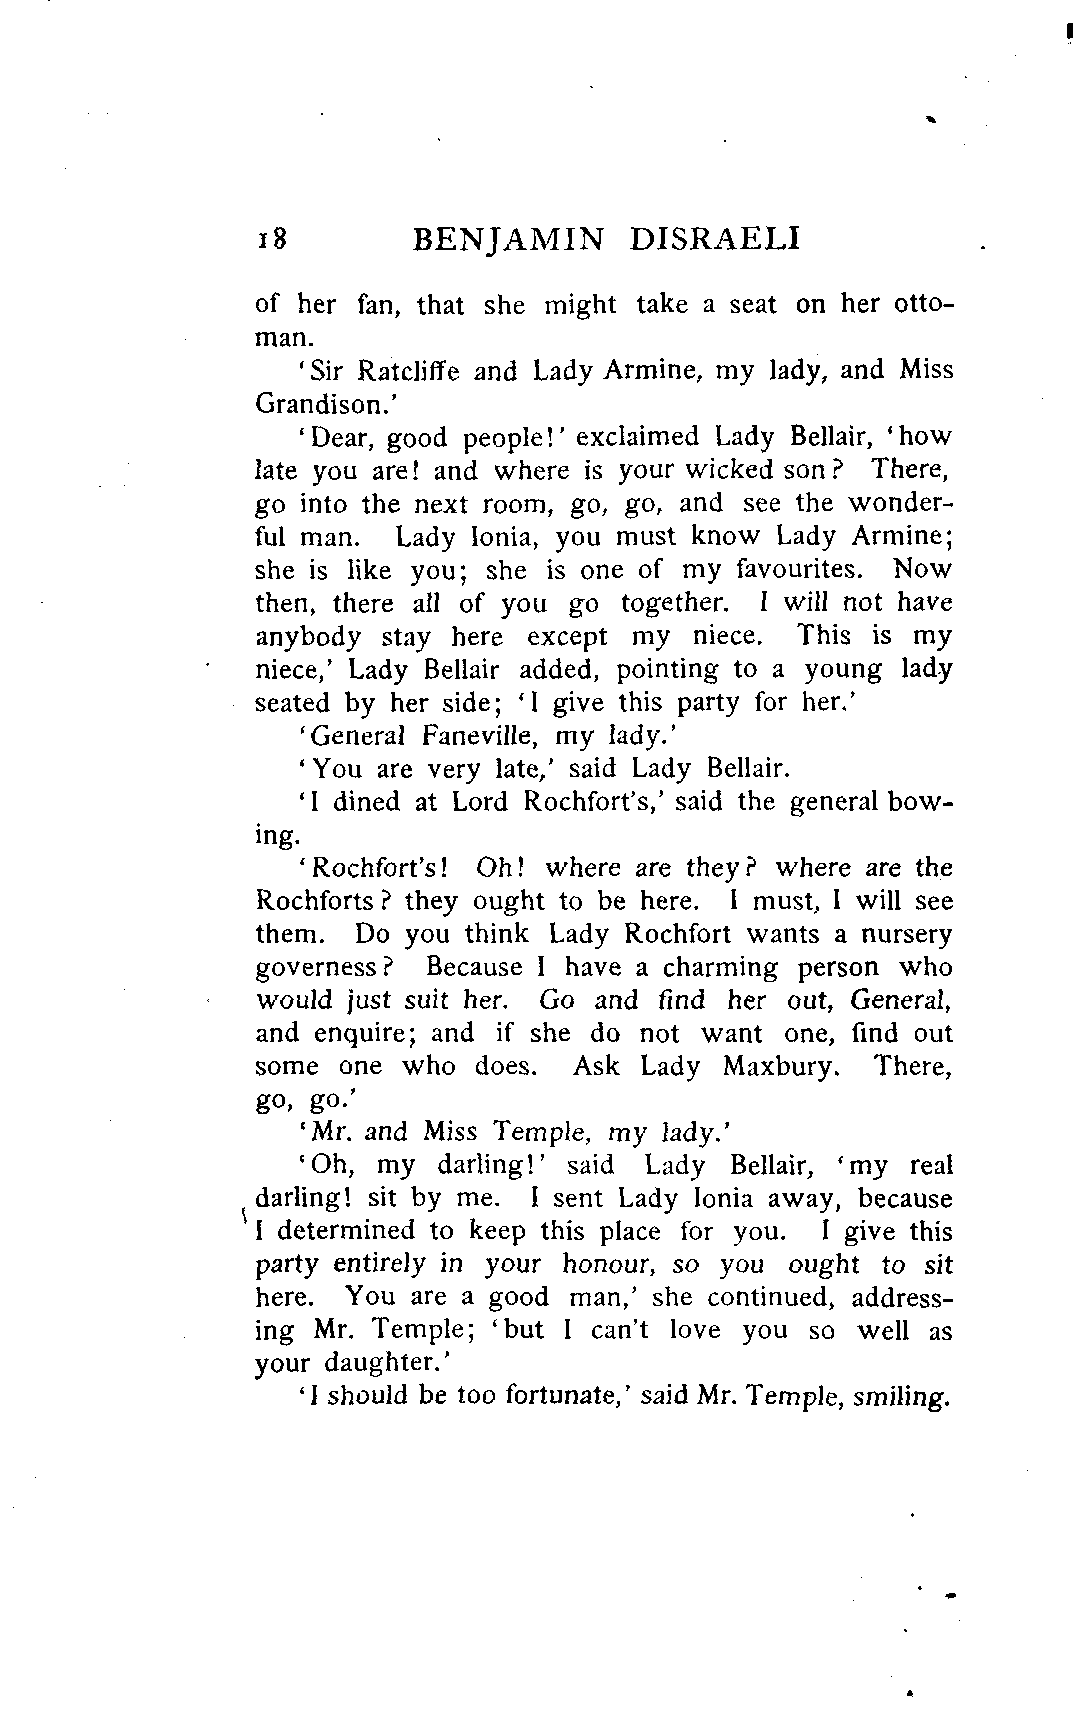 18 BENJAMIN DISRAELI
of her fan, that she might take a seat on her otto-
man.
'Sir Ratcliffe and Lady Armine, my lady, and Miss
Grandison.'
'Dear, good people!' exclaimed Lady Bellair, 'how
late you are! and where is your wicked son? There,
go into the next room, go, go, and see the wonder-
ful man. Lady Ionia, you must know Lady Armine;
she is like you; she is one of my favourites. Now
then, there all of you go together. I will not have
anybody stay here except my niece. This is my
niece,' Lady Bellair added, pointing to a young lady
seated by her side; 'I give this party for her.'
'General Faneville, my lady.'
'You are very late,' said Lady Bellair.
'I dined at Lord Rochfort's,' said the general bow-
ing.
'Rochfort's! Oh! where are they? where are the
Rochforts? they ought to be here. I must, I will see
them. Do you think Lady Rochfort wants a nursery
governess? Because I have a charming person who
would just suit her. Go and find her out, General,
and enquire; and if she do not want one, find out
some one who does. Ask Lady Maxbury. There,
go, go.'
'Mr. and Miss Temple, my lady.'
'Oh, my darling!' said Lady Bellair, 'my real
darling! sit by me. I sent Lady Ionia away, because
I determined to keep this place for you. I give this
party entirely in your honour, so you ought to sit
here. You are a good man,' she continued, address-
ing Mr. Temple; 'but I can't love you so well as
your daughter.'
'I should be too fortunate,' said Mr. Temple, smiling.